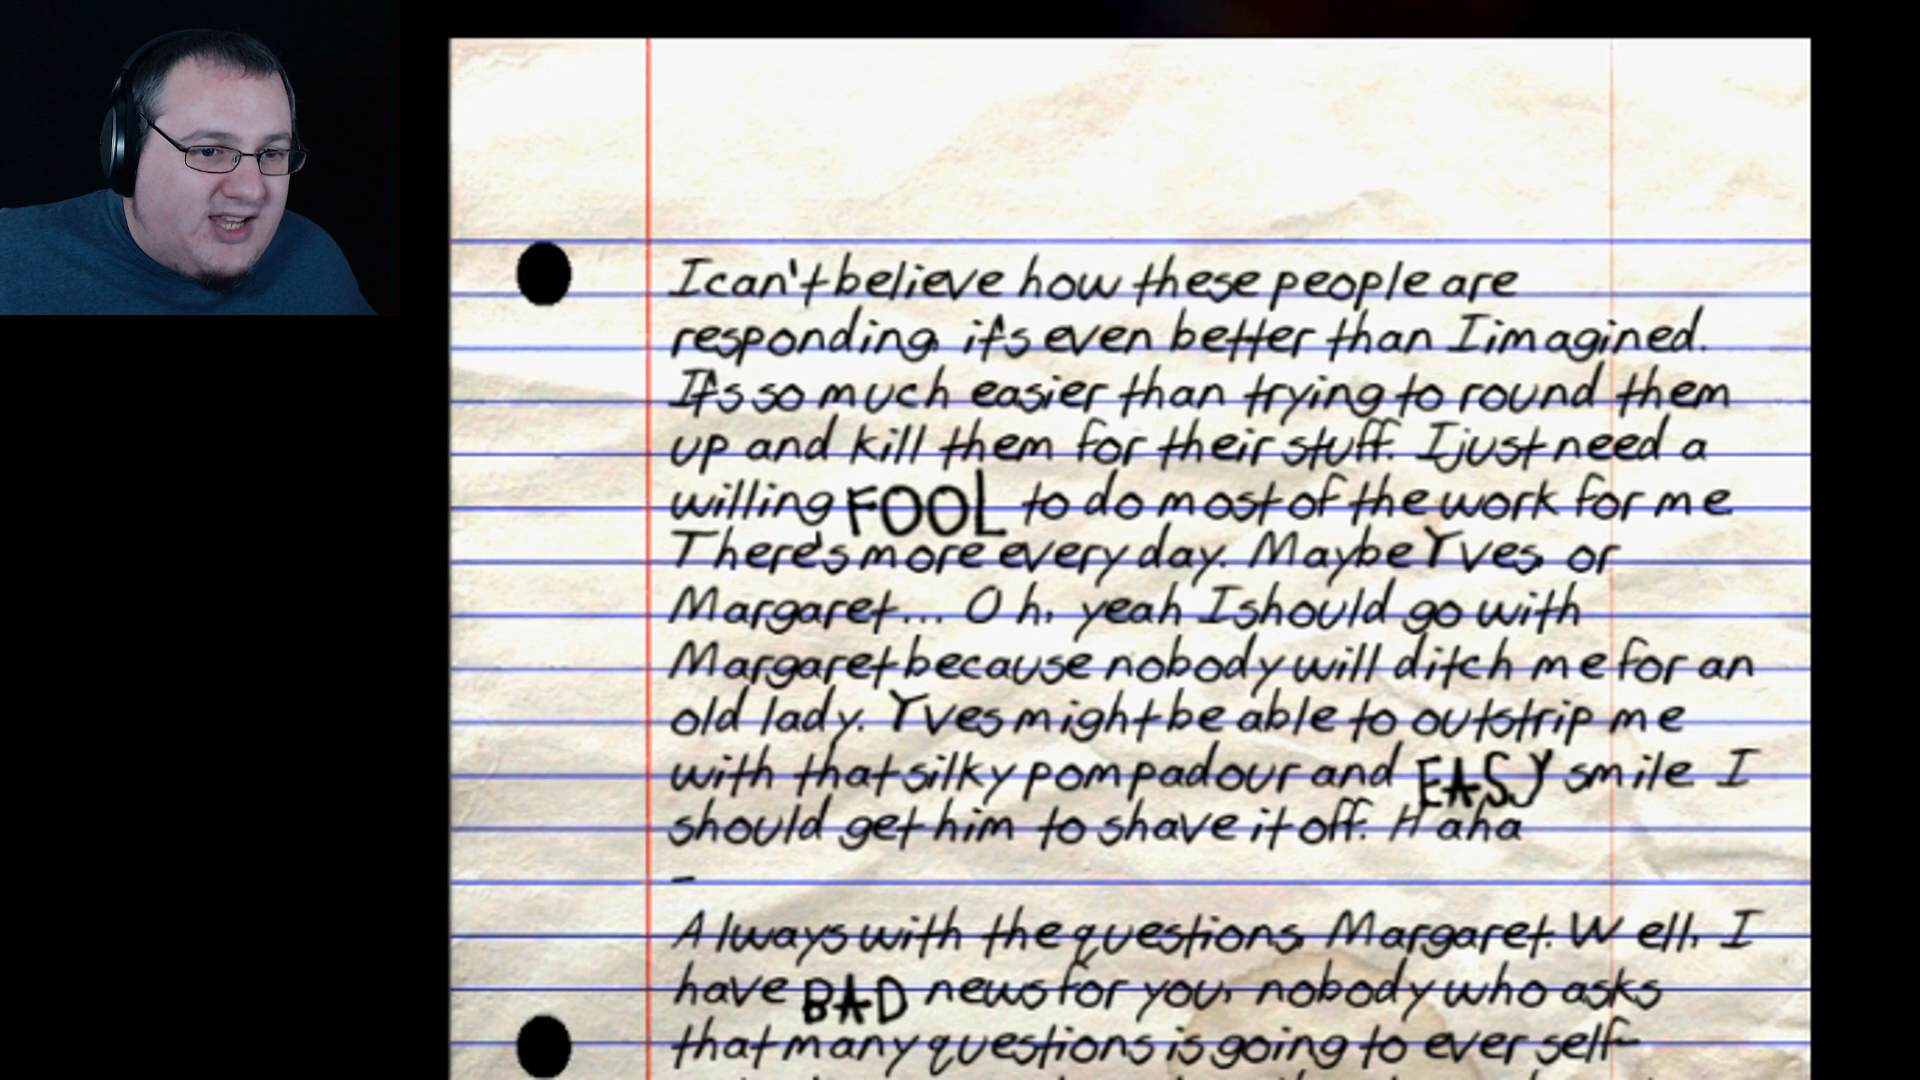 I can't believe how these people are
responding, it's even better than I imagined.
It's so much easier than trying to round them
up and kill them for their stuff. I just need a
willing FOOL to do most of the work for me
There's more every day. Maybe Yves, or
Margaret... Oh, yeah I should go with
Margaret because nobody will ditch me for an
old lady. Yves might be able to outstrip me
with that silky pompadour and EASY smile I
should get him to shave it off. Haha
-
Always with the questions, Margaret. Well, I
have BAD news for you, nobody who asks
that many questions is going to ever self-